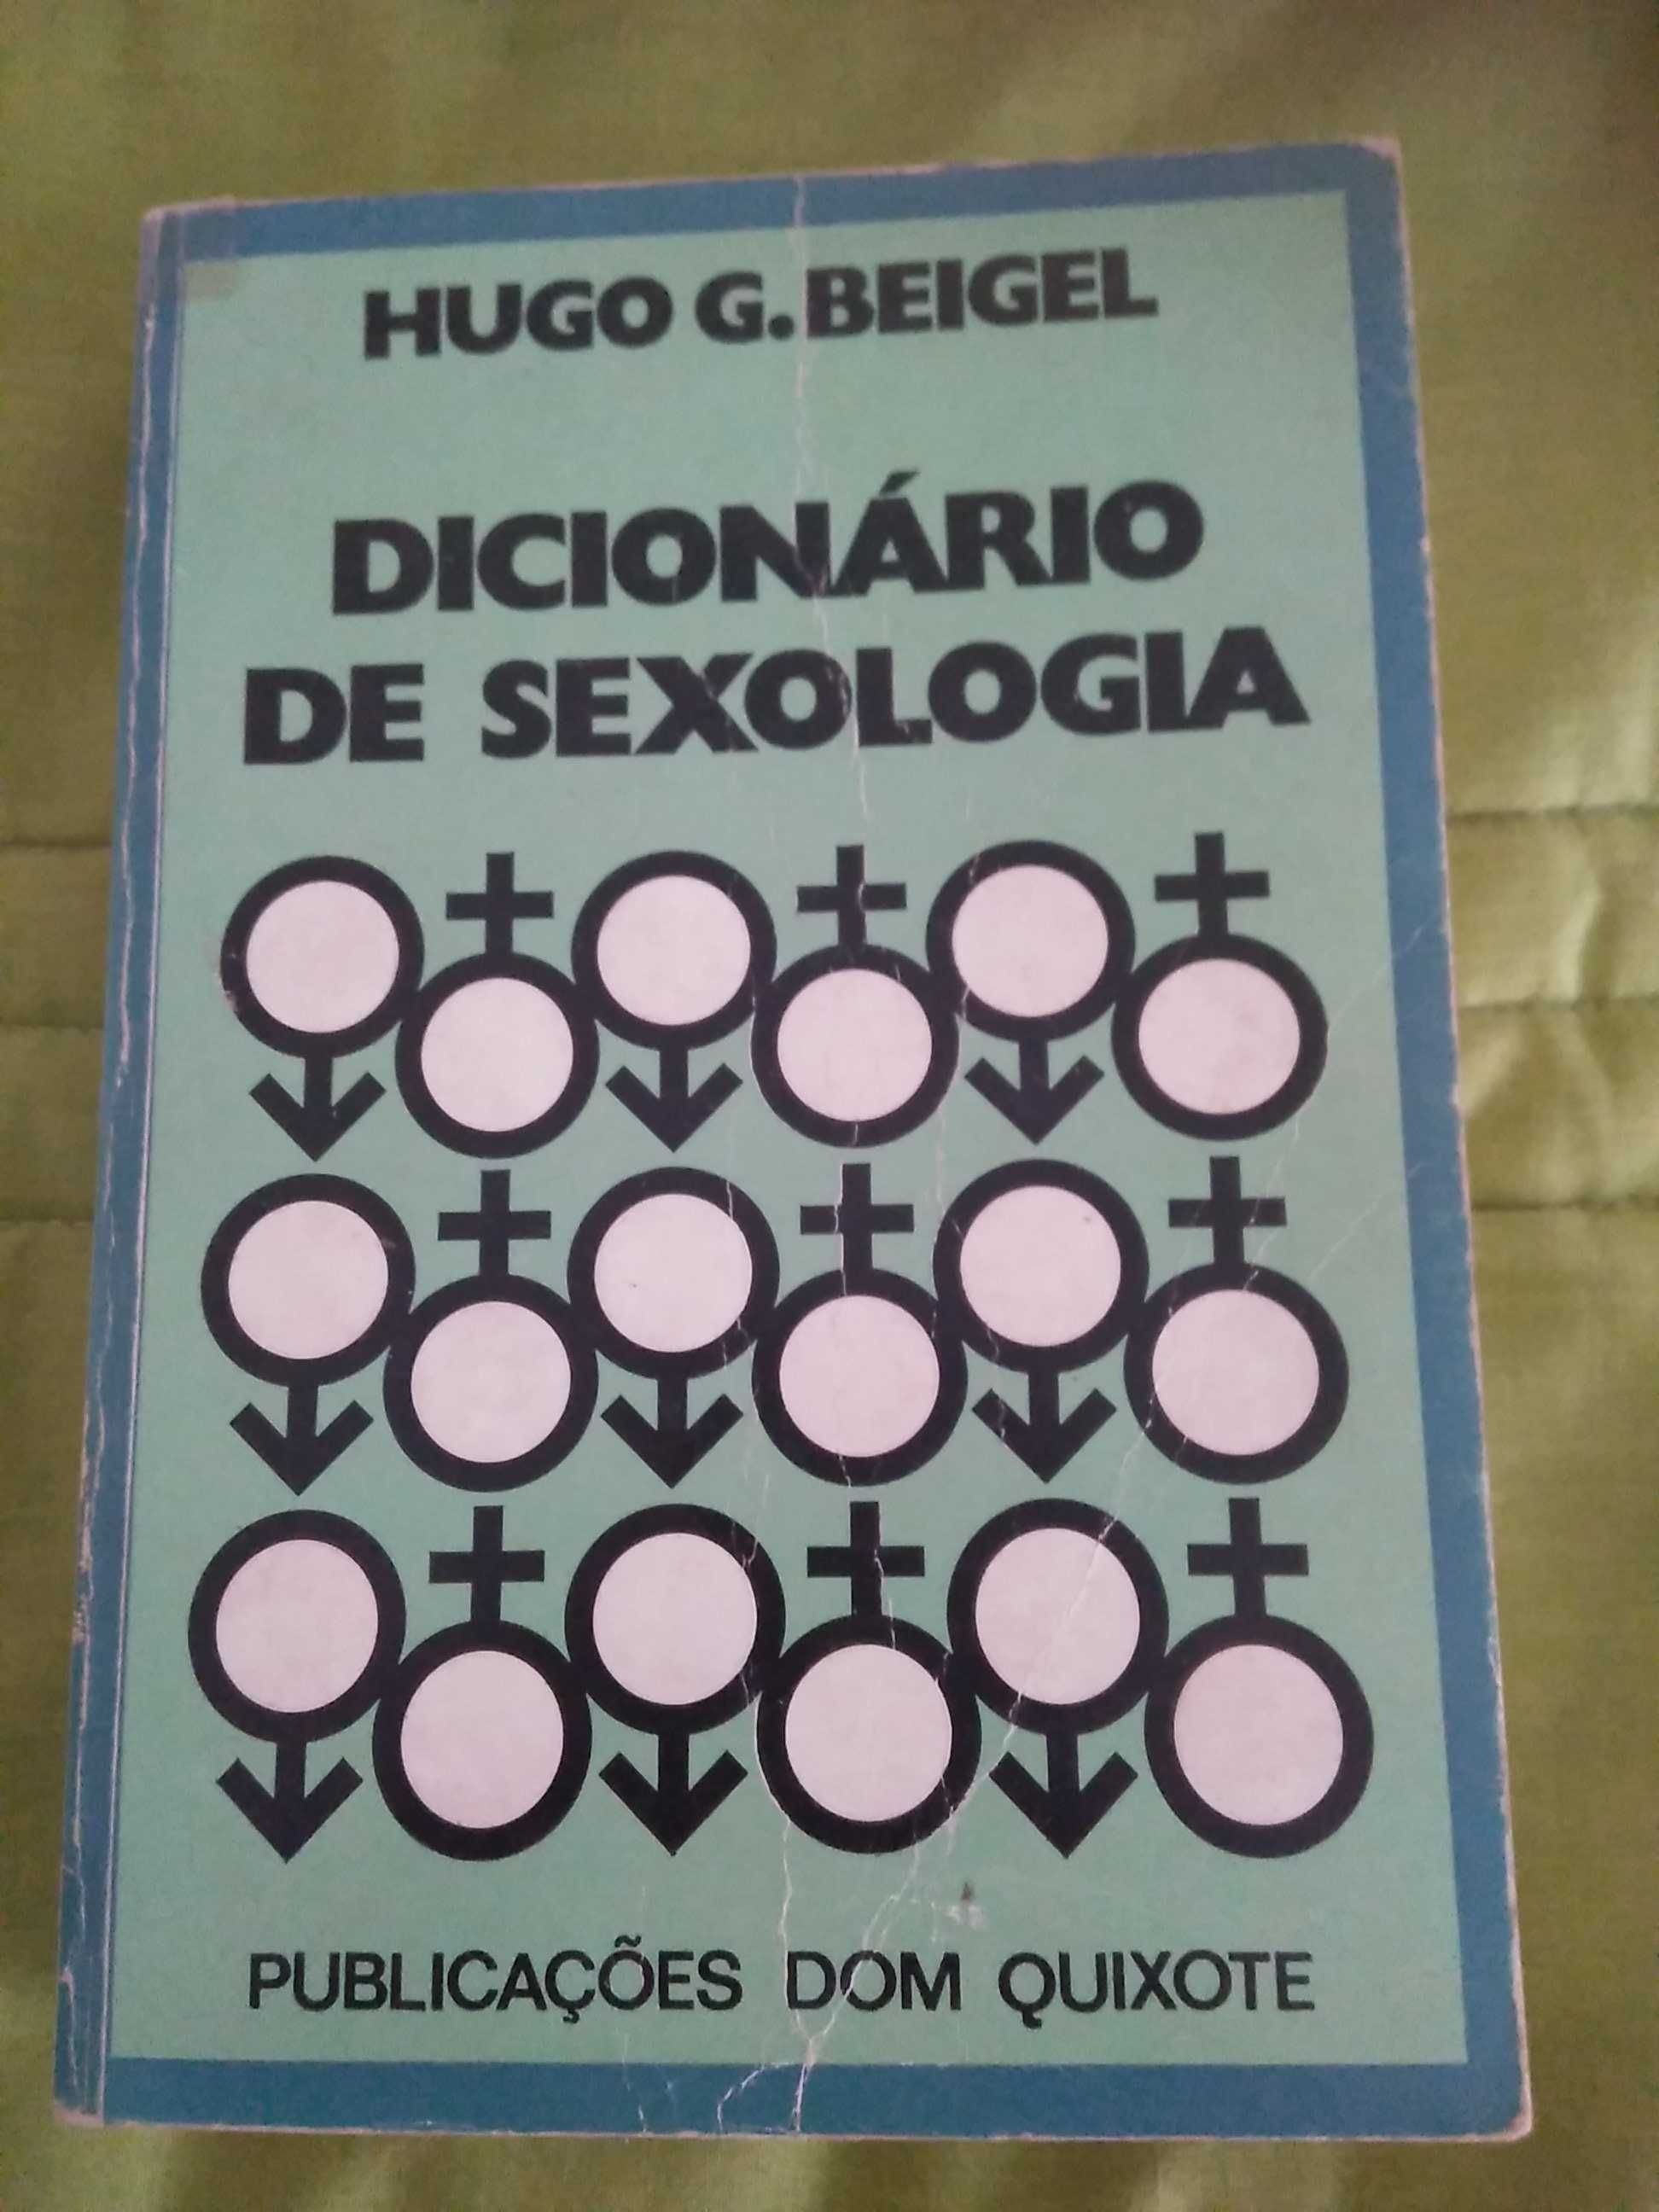 HUGO G. BEIGEL
DICIONÁRIO
DE SEXOLOGIA
PUBLICAÇÕES DOM QUIXOTE